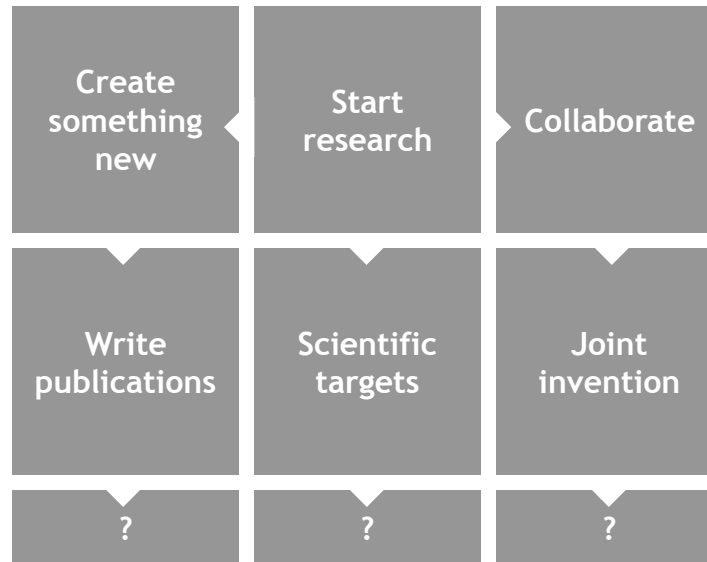 Create
something
new
Start
research
Collaborate
Write
publications
Scientific
targets
Joint
invention
?
?
?